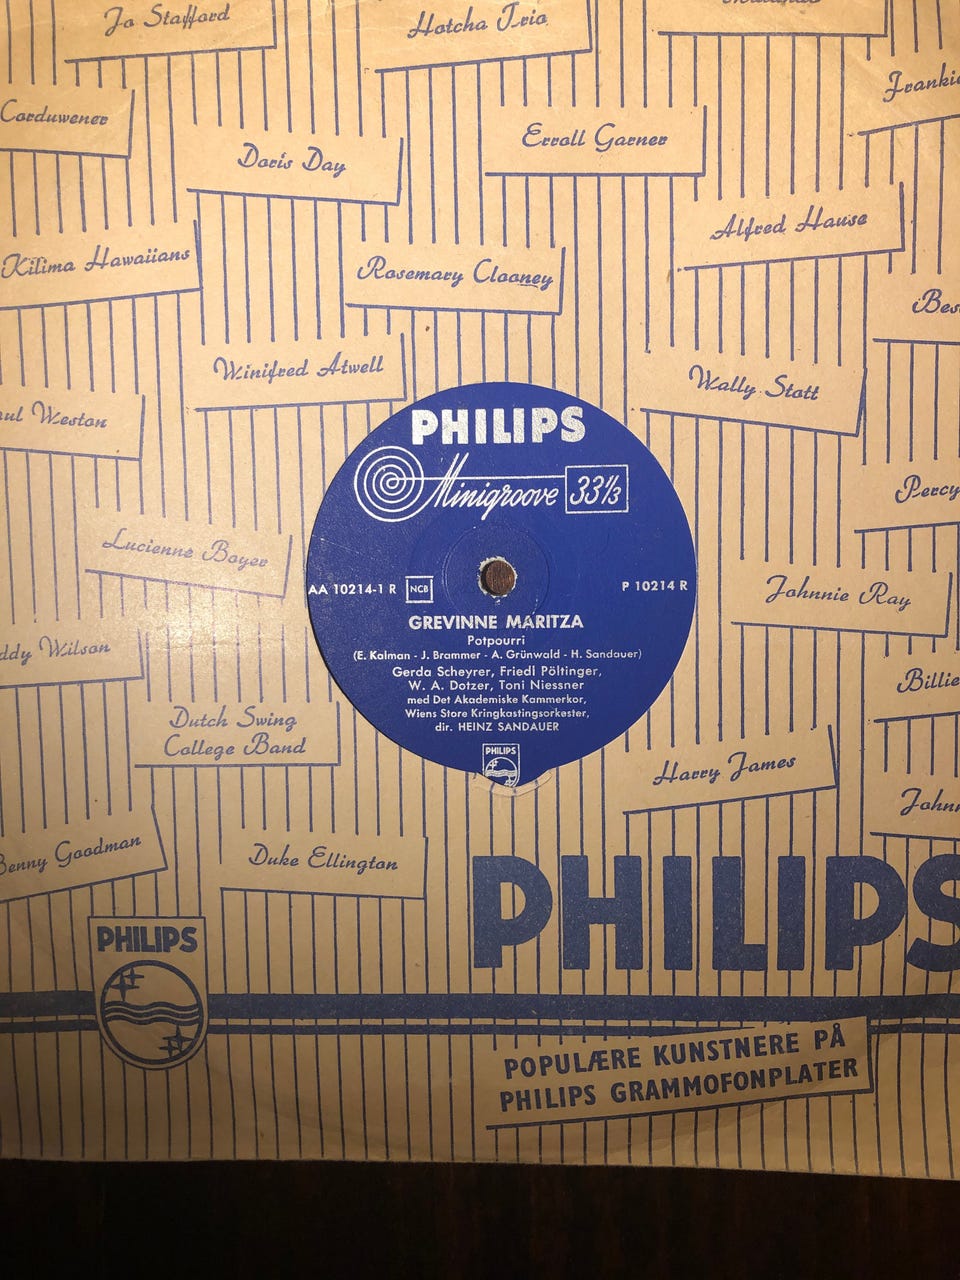 Jo Stafford
Hotcha Trio
Corduwener
Doris Day
Erroll Garner
Kilima Hawaiians
Rosemary Clooney
Alfred Hause
Winifred Atwell
Wally Stott
Weston
Lucienne Boyer
Johnnie Ray
Wilson
Dutch Swing
College Band
Harry James
Benny Goodman
Duke Ellington
Percy
PHILIPS
Minigroove 33⅓
AA 10214-1 R NCB P 10214 R
GREVINNE MARITZA
Potpourri
(E. Kalman - J. Brammer - A. Grünwald - H. Sandauer)
Gerda Scheyrer, Friedl Pöltinger,
W. A. Dotzer, Toni Niessner
med Det Akademiske Kammerkor,
Wiens Store Kringkastingsorkester,
dir. HEINZ SANDAUER
PHILIPS
PHILIPS
PHILIPS
POPULÆRE KUNSTNERE PÅ
PHILIPS GRAMMOFONPLATER